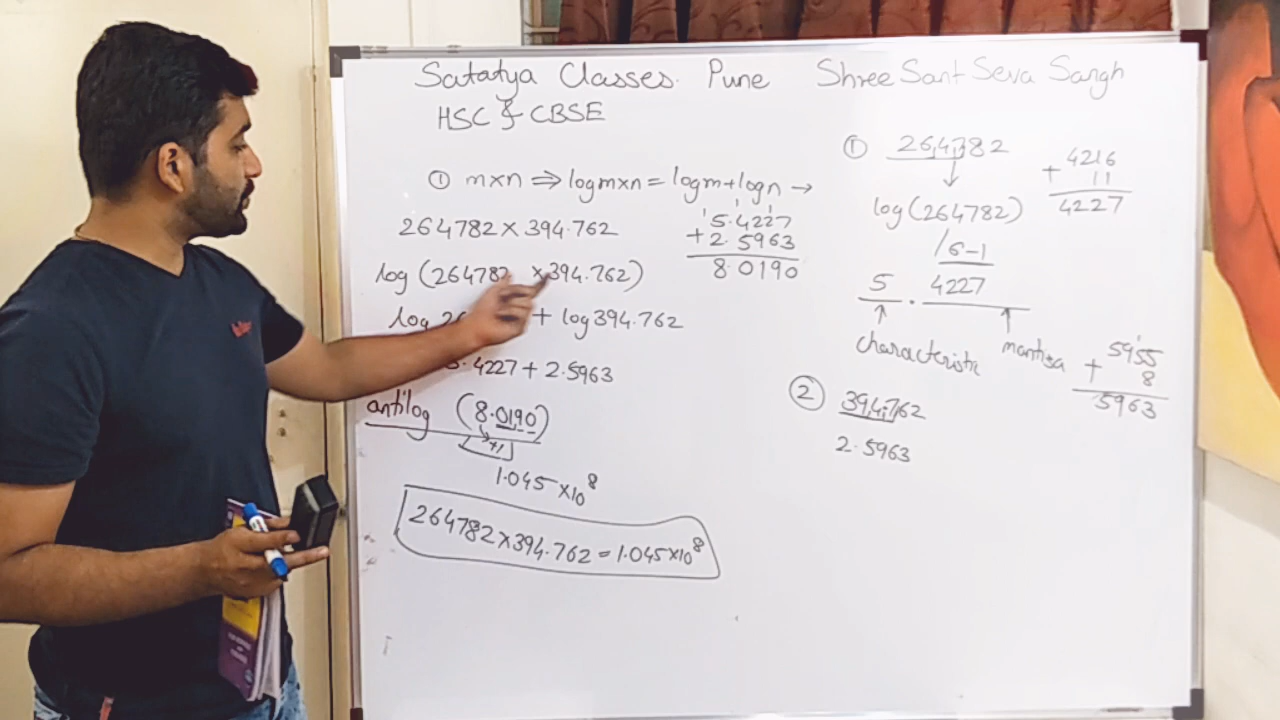 Satatya Classes. Pune Shree Sant Seva Sangh
HSC & CBSE
① m×n ⇒ log m×n = log m + log n →
264782 × 394.762
log (264782 × 394.762)
log 26 + log 394.762
.4227 + 2.5963
antilog (8.0190)
+1
1.045 × 10⁸
264782 × 394.762 = 1.045 × 10⁸
5.4227
+ 2.5963
8.0190
① 264782
log (264782)
6-1
5 . 4227
characteristic mantissa
4216
+ 11
4227
② 394.762
2.5963
5955
+ 8
5963